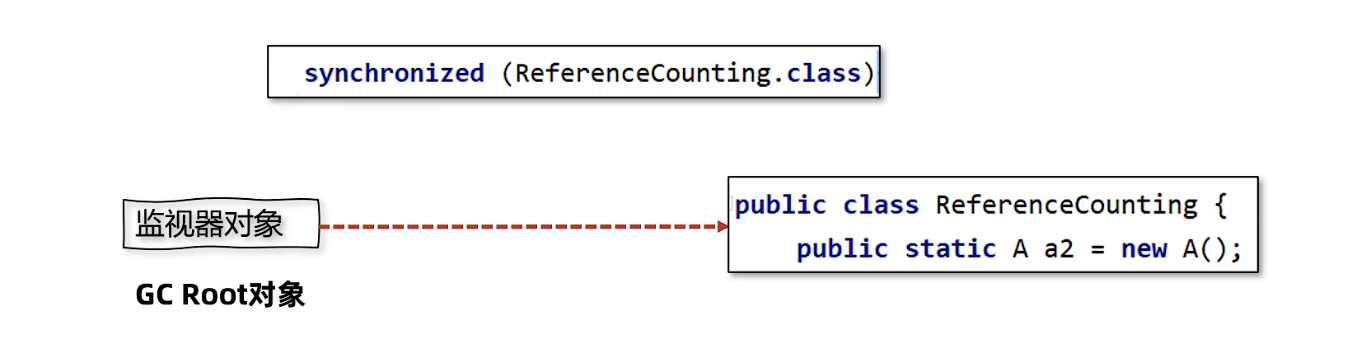 synchronized (ReferenceCounting.class)
监视器对象
public class ReferenceCounting {
public static A a2 = new A();
GC Root对象